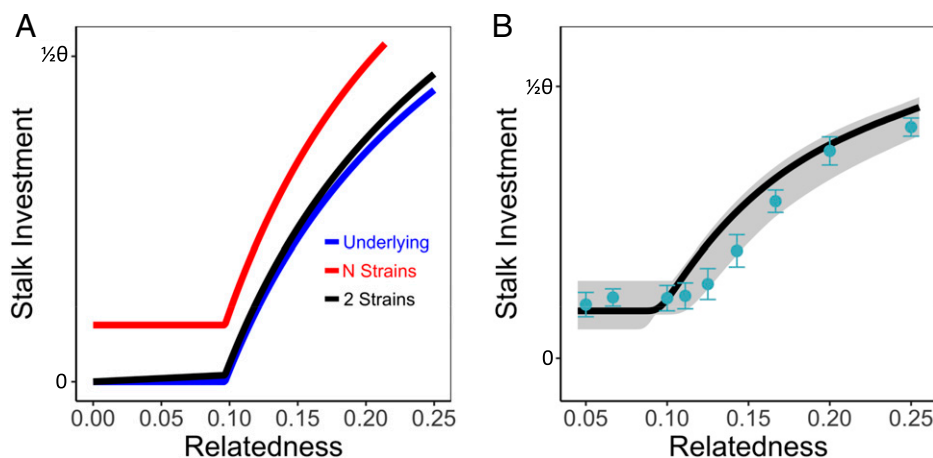 A
½θ
0
Stalk Investment
0.00 0.05 0.10 0.15 0.20 0.25
Relatedness
Underlying
N Strains
2 Strains
B
½θ
0
Stalk Investment
0.05 0.10 0.15 0.20 0.25
Relatedness